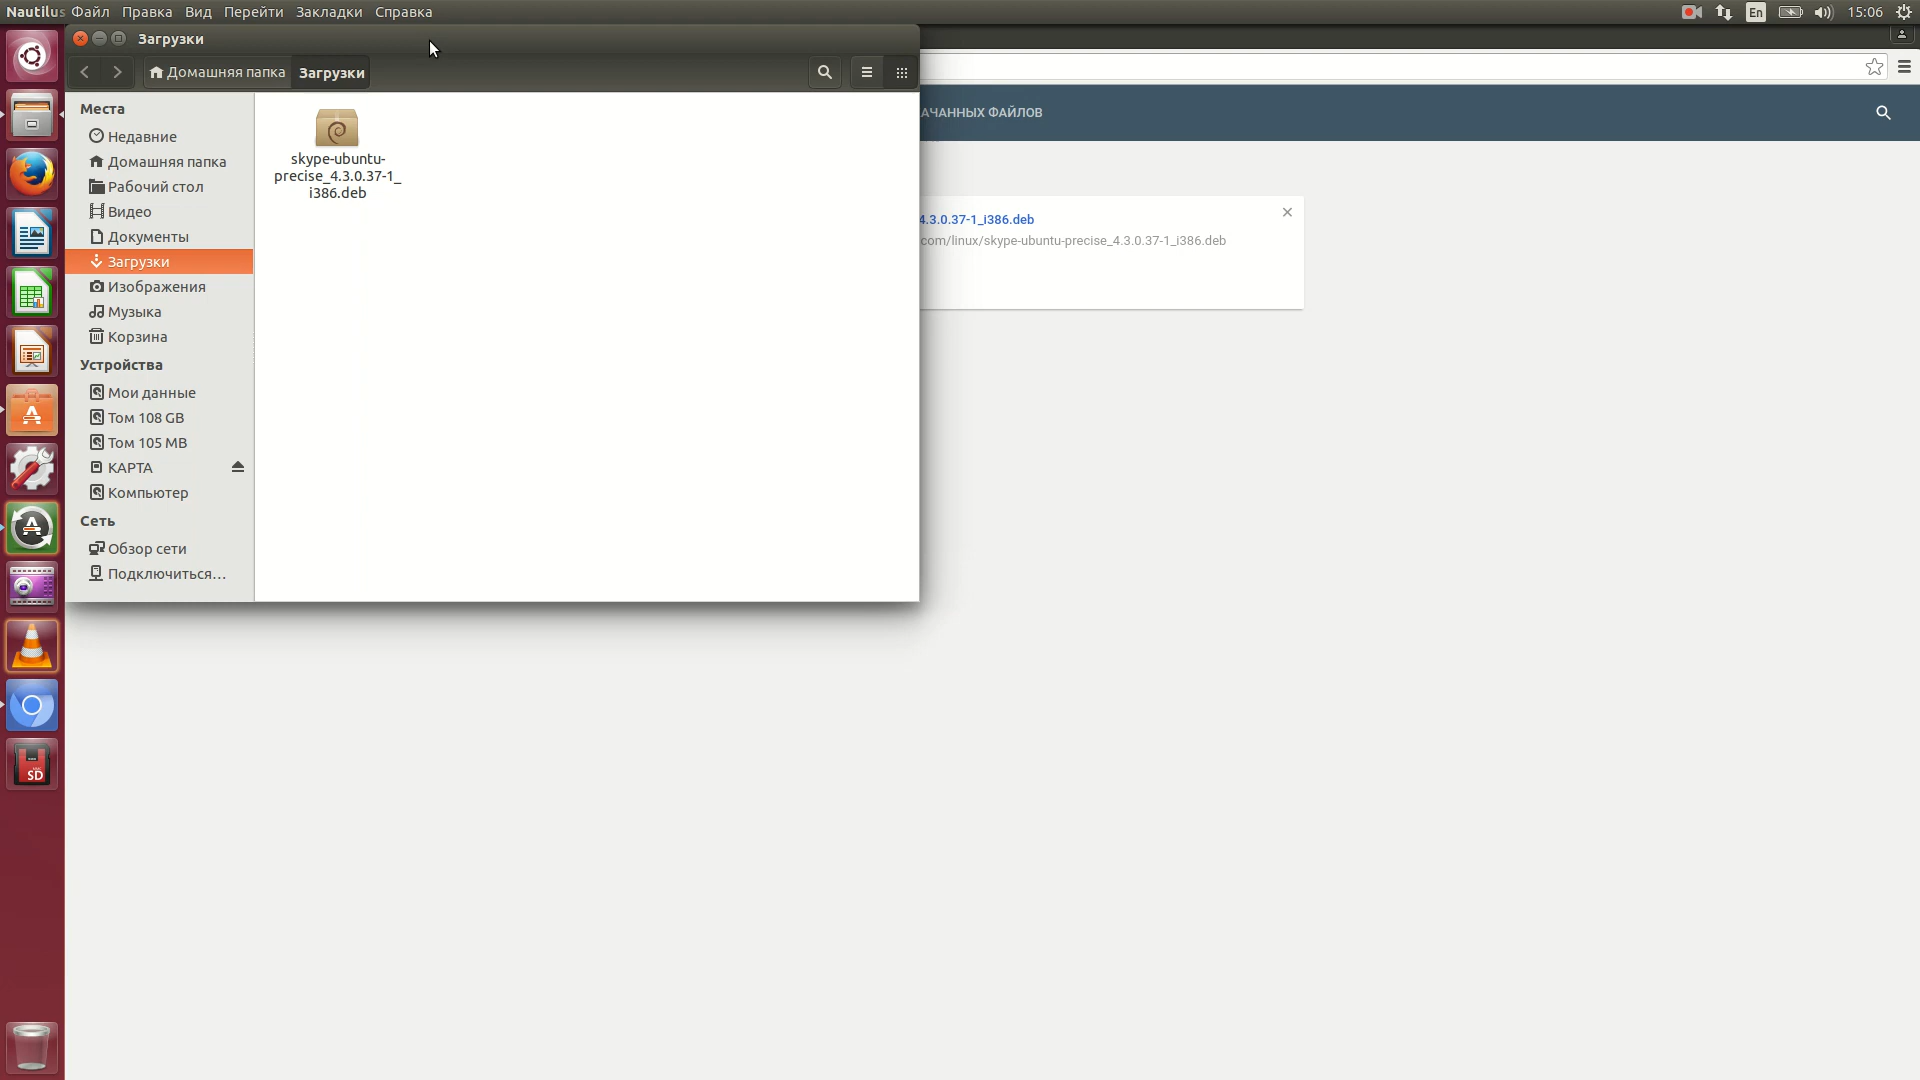 Nautilus Файл Правка Вид Перейти Закладки Справка
En 15:06
Загрузки
Домашняя папка Загрузки
АЧАННЫХ ФАЙЛОВ
Места
Недавние
Домашняя папка
Рабочий стол
Видео
Документы
Загрузки
Изображения
Музыка
Корзина
Устройства
Мои данные
Том 108 GB
Том 105 MB
КАРТА
Компьютер
Сеть
Обзор сети
Подключиться…
skype-ubuntu-
precise_4.3.0.37-1_
i386.deb
4.3.0.37-1_i386.deb
com/linux/skype-ubuntu-precise_4.3.0.37-1_i386.deb
SD